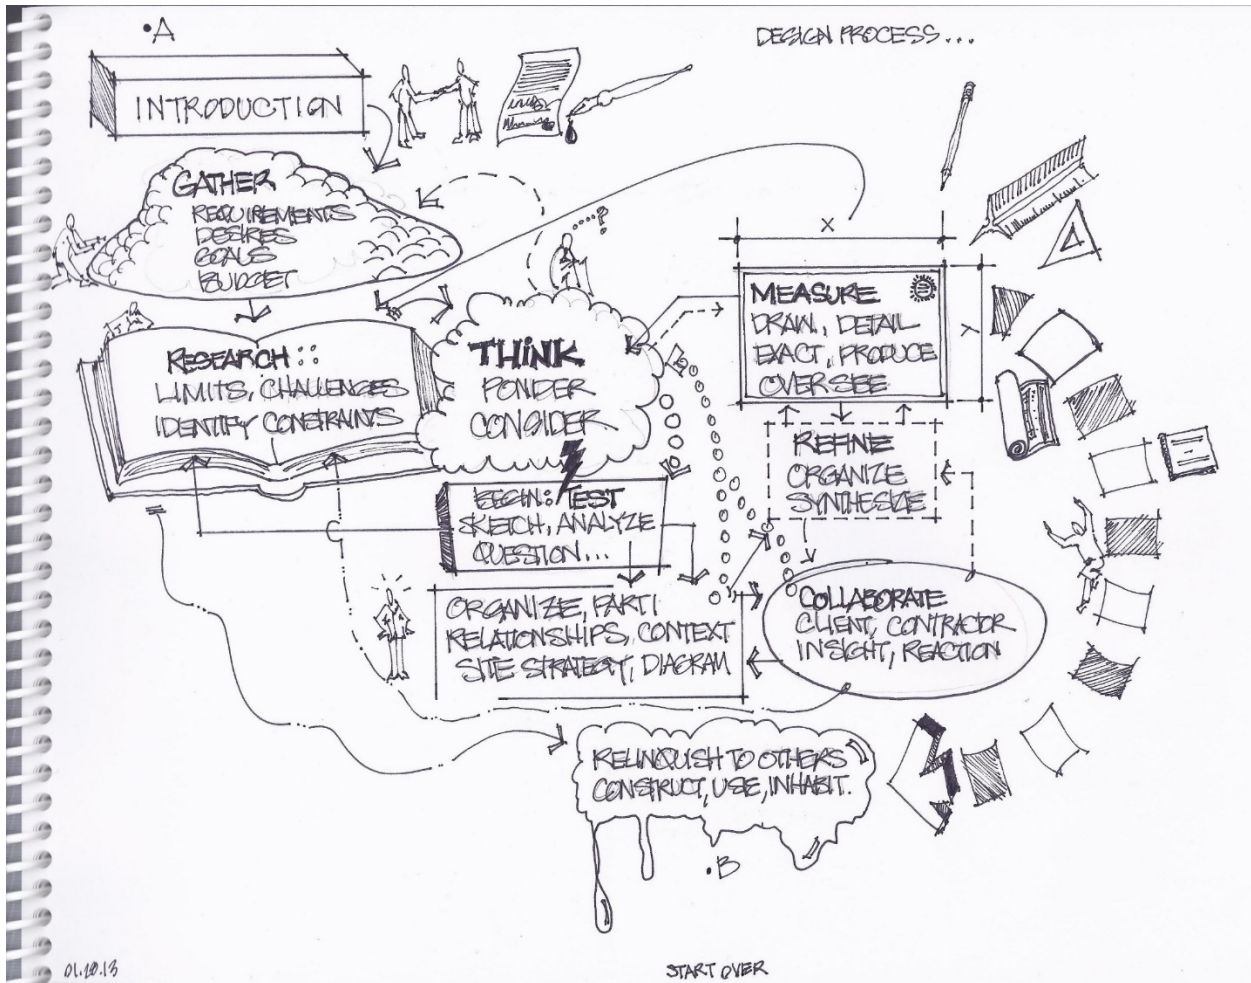 •A
DESIGN PROCESS...
INTRODUCTION
GATHER
REQUIREMENTS
DESIRES
GOALS
BUDGET
....?
X
Y
MEASURE
DRAW, DETAIL
EXACT, PRODUCE
OVERSEE
RESEARCH ::
LIMITS, CHALLENGES
IDENTIFY CONSTRAINTS
THINK
PONDER
CONSIDER
REFINE
ORGANIZE
SYNTHESIZE
BEGIN: TEST
SKETCH, ANALYZE
QUESTION...
ORGANIZE, PARTI
RELATIONSHIPS, CONTEXT
SITE STRATEGY, DIAGRAM
COLLABORATE
CLIENT, CONTRACTOR
INSIGHT, REACTION
RELINQUISH TO OTHERS
CONSTRUCT, USE, INHABIT.
•B
01.10.13
START OVER